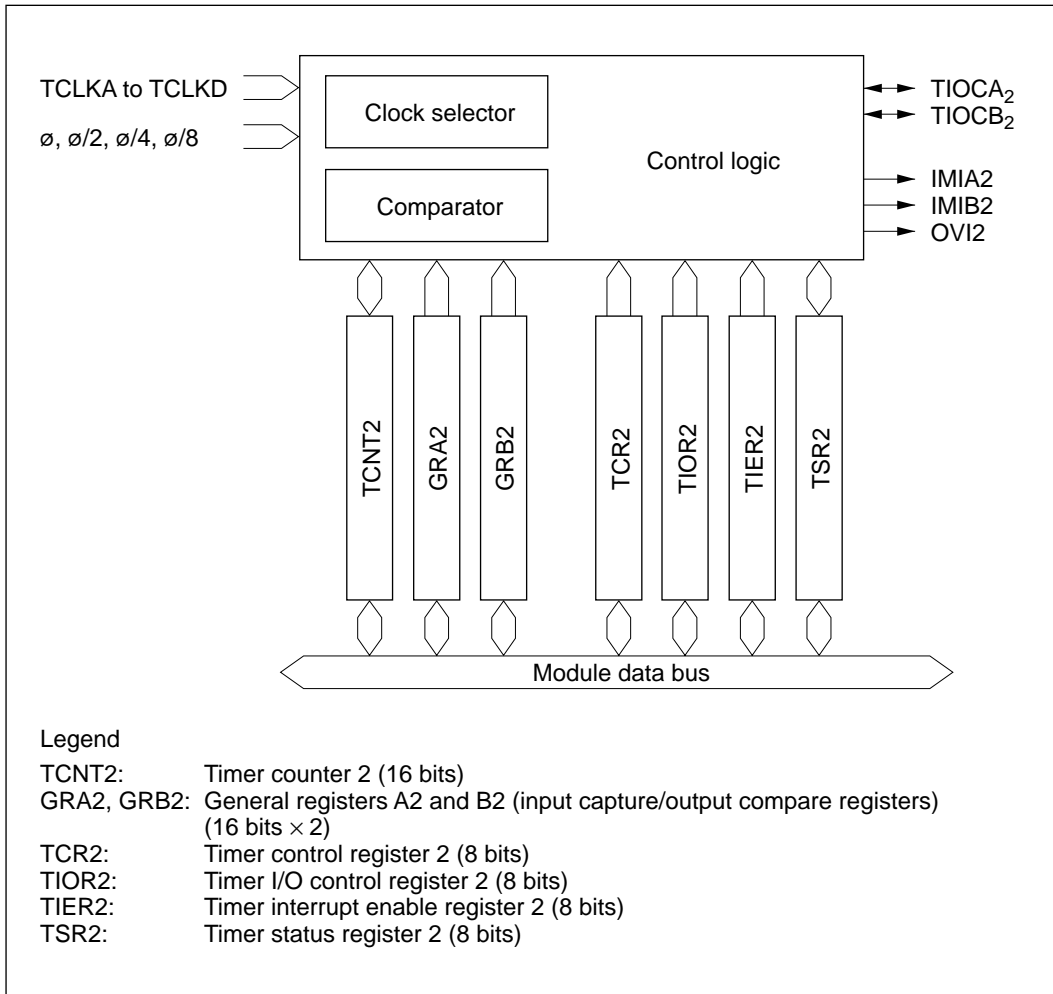 TCLKA to TCLKD
ø, ø/2, ø/4, ø/8
Clock selector
Comparator
Control logic
TIOCA2
TIOCB2
IMIA2
IMIB2
OVI2
TCNT2
GRA2
GRB2
TCR2
TIOR2
TIER2
TSR2
Module data bus
Legend
TCNT2: Timer counter 2 (16 bits)
GRA2, GRB2: General registers A2 and B2 (input capture/output compare registers)
(16 bits × 2)
TCR2: Timer control register 2 (8 bits)
TIOR2: Timer I/O control register 2 (8 bits)
TIER2: Timer interrupt enable register 2 (8 bits)
TSR2: Timer status register 2 (8 bits)